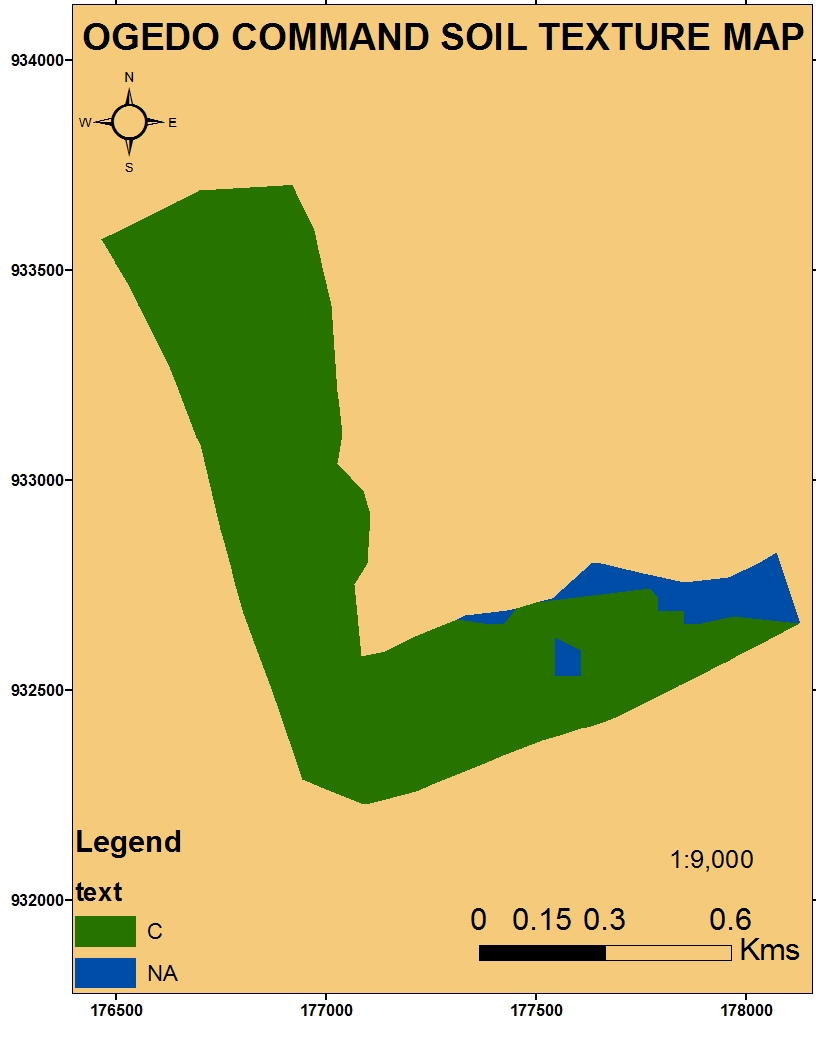 OGEDO COMMAND SOIL TEXTURE MAP
934000
N
W E
S
933500
933000
932500
Legend
1:9,000
text
932000
0 0.15 0.3 0.6
C
Kms
NA
176500 177000 177500 178000